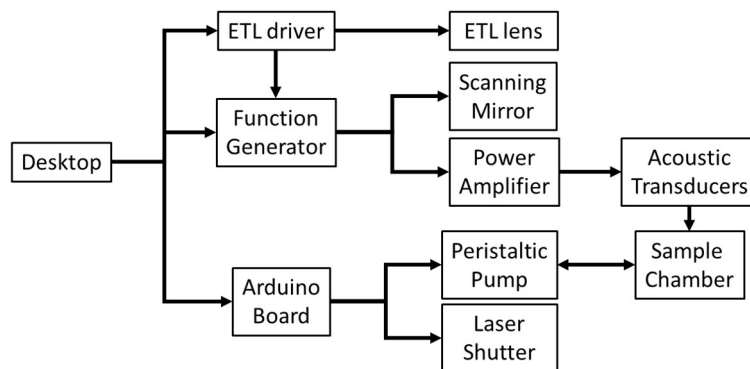 ETL driver
ETL lens
Scanning
Mirror
Function
Generator
Desktop
Power
Amplifier
Acoustic
Transducers
Peristaltic
Pump
Sample
Chamber
Arduino
Board
Laser
Shutter